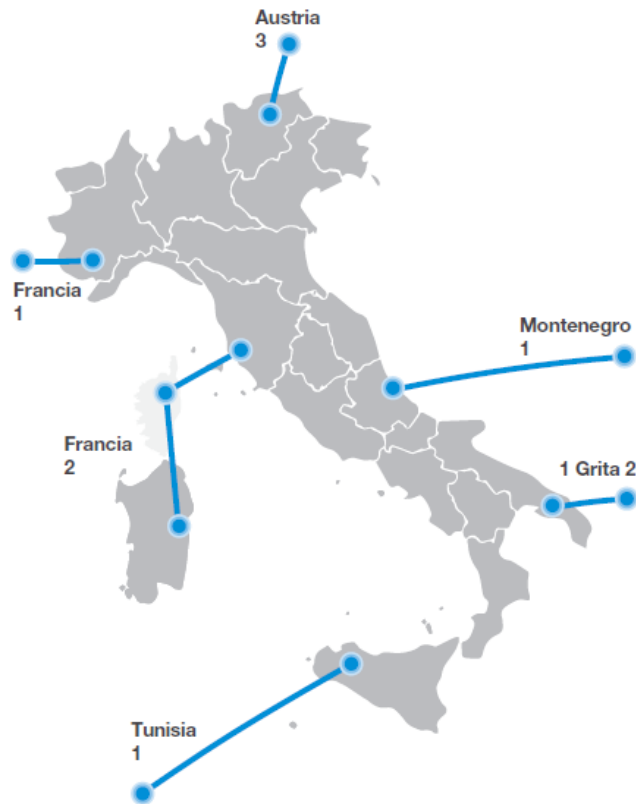 Austria
3
Francia
1
Montenegro
1
Francia
2
1 Grita 2
Tunisia
1